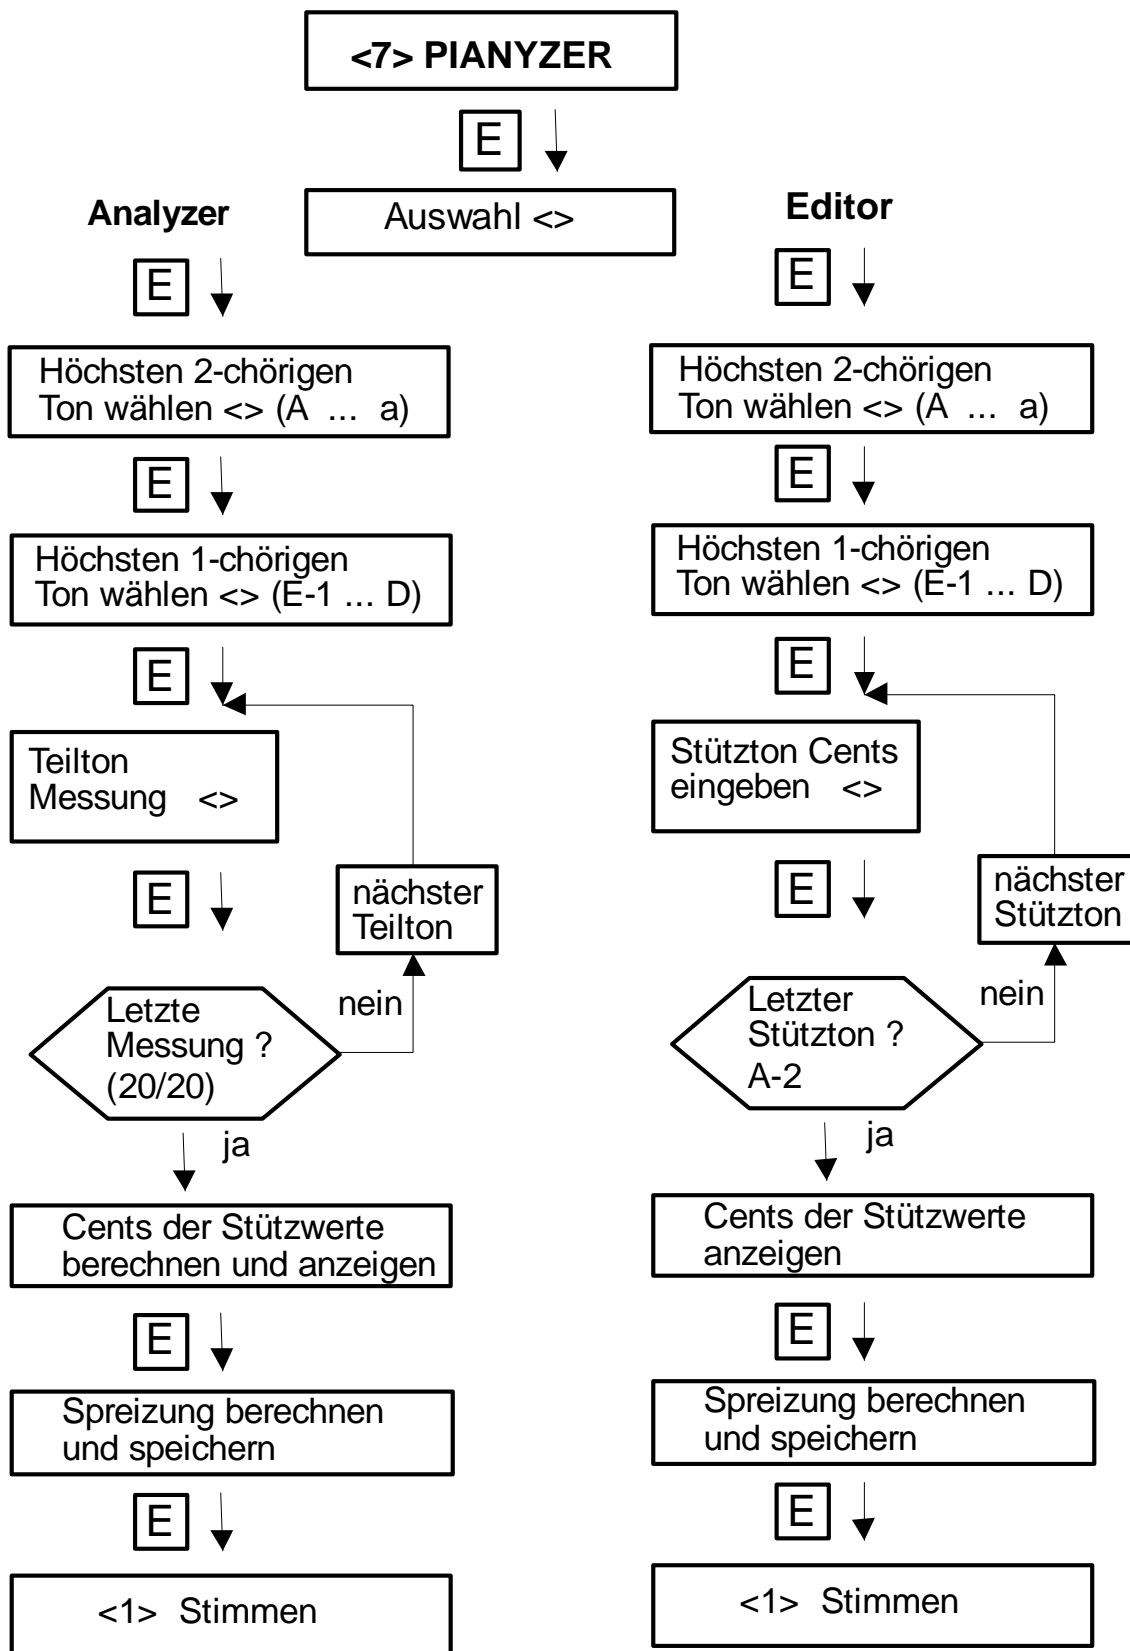 <7> PIANYZER
E
Auswahl <>
Analyzer
E
Höchsten 2-chörigen
Ton wählen <> (A ... a)
E
Höchsten 1-chörigen
Ton wählen <> (E-1 ... D)
E
Teilton
Messung <>
E
nächster
Teilton
nein
Letzte
Messung ?
(20/20)
ja
Cents der Stützwerte
berechnen und anzeigen
E
Spreizung berechnen
und speichern
E
<1> Stimmen
Editor
E
Höchsten 2-chörigen
Ton wählen <> (A ... a)
E
Höchsten 1-chörigen
Ton wählen <> (E-1 ... D)
E
Stützton Cents
eingeben <>
E
nächster
Stützton
nein
Letzter
Stützton ?
A-2
ja
Cents der Stützwerte
anzeigen
E
Spreizung berechnen
und speichern
E
<1> Stimmen